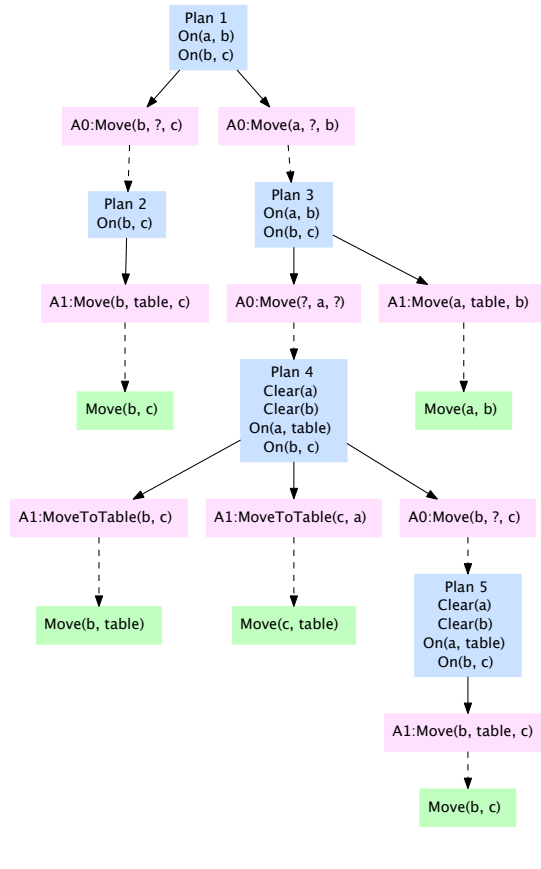 Plan 1
On(a, b)
On(b, c)
A0:Move(b, ?, c)
A0:Move(a, ?, b)
Plan 2
On(b, c)
Plan 3
On(a, b)
On(b, c)
A1:Move(b, table, c)
A0:Move(?, a, ?)
A1:Move(a, table, b)
Move(b, c)
Plan 4
Clear(a)
Clear(b)
On(a, table)
On(b, c)
Move(a, b)
A1:MoveToTable(b, c)
A1:MoveToTable(c, a)
A0:Move(b, ?, c)
Move(b, table)
Move(c, table)
Plan 5
Clear(a)
Clear(b)
On(a, table)
On(b, c)
A1:Move(b, table, c)
Move(b, c)